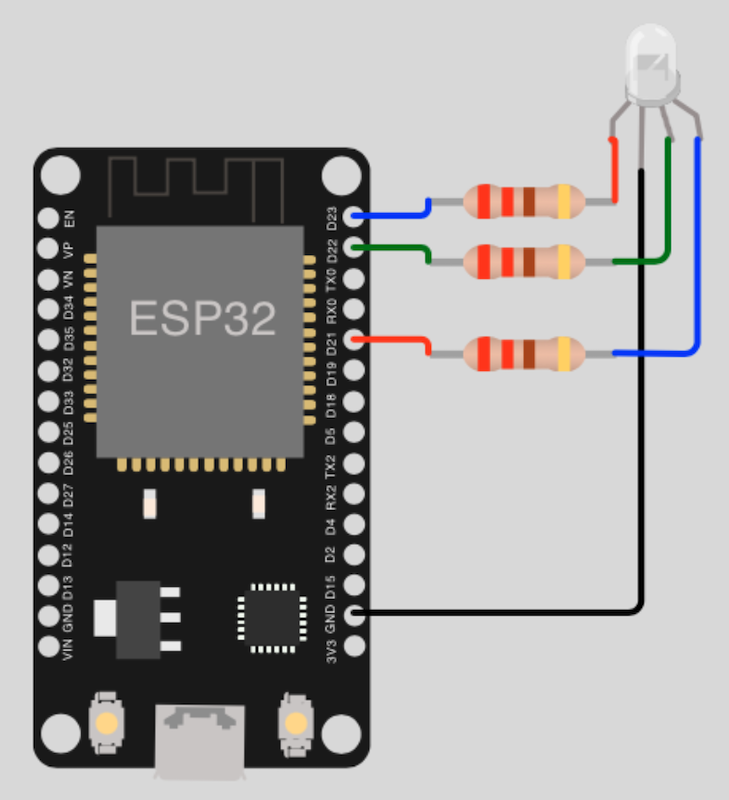 ESP32
EN
VP
VN
D34
D35
D32
D33
D25
D26
D27
D14
D12
D13
GND
VIN
D23
D22
TX0
RX0
D21
D19
D18
D5
TX2
RX2
D4
D2
D15
GND
3V3